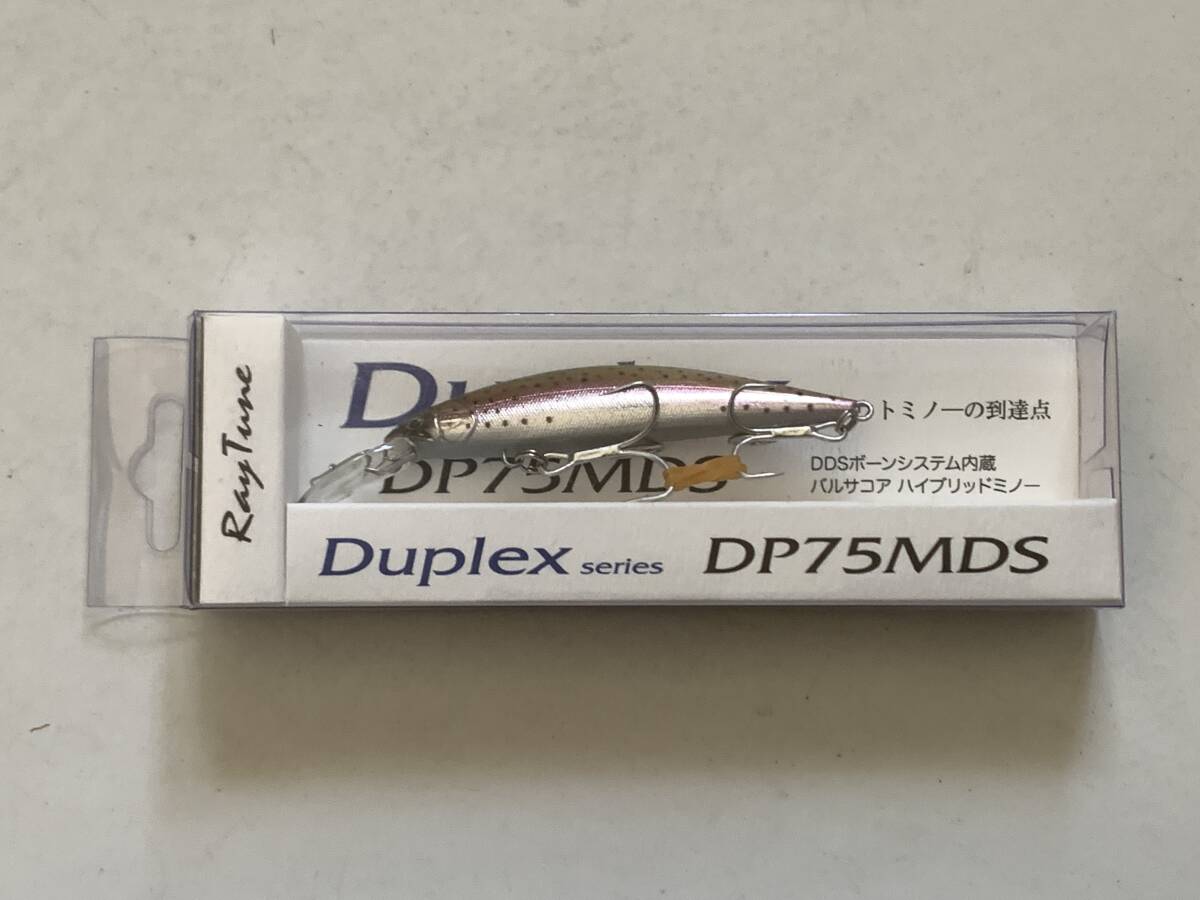 RayTune
DP75MDS
トミノーの到達点
DDSボーンシステム内蔵
バルサコア ハイブリッドミノー
Duplex series DP75MDS